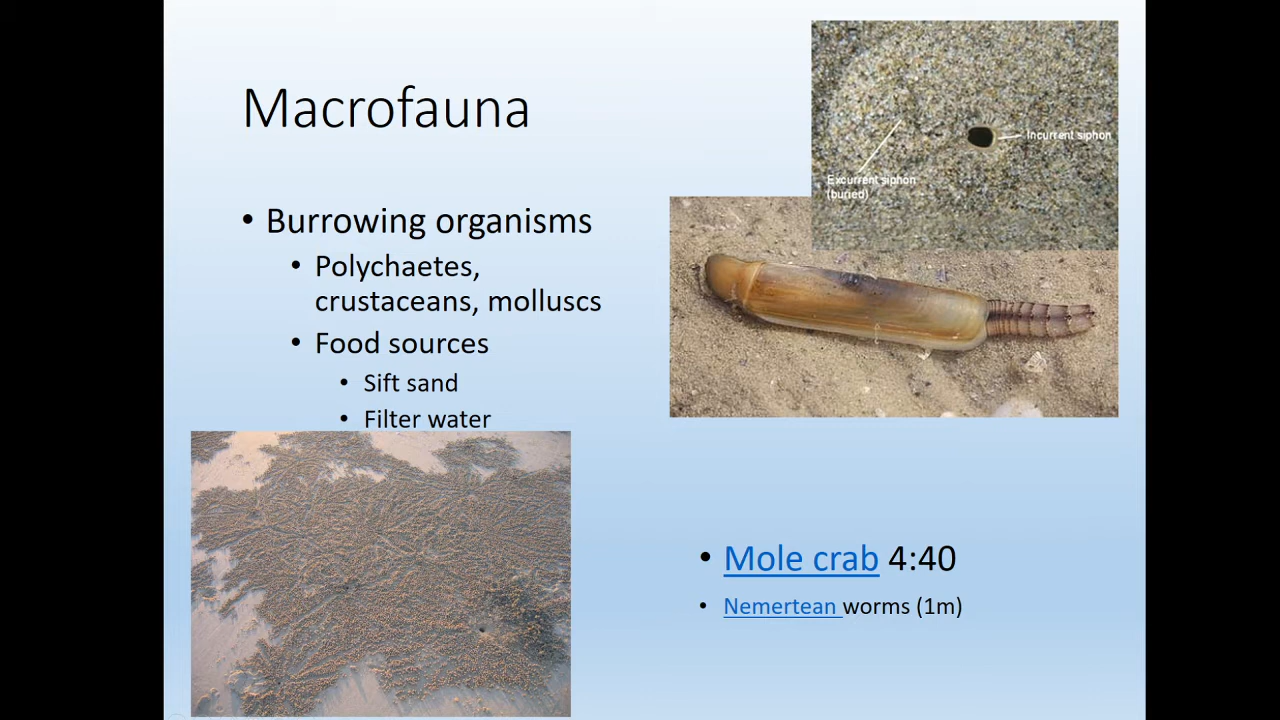 Macrofauna
• Burrowing organisms
• Polychaetes,
crustaceans, molluscs
• Food sources
• Sift sand
• Filter water
Incurrent siphon
Excurrent siphon
(buried)
• Mole crab 4:40
• Nemertean worms (1m)